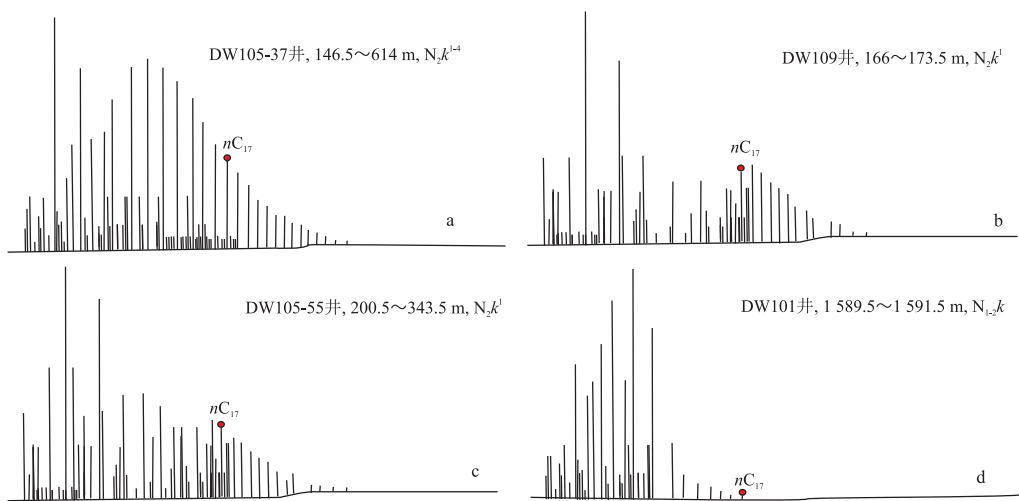 DW105-37井, 146.5～614 m, N₂k¹⁻⁴
nC₁₇
a
DW109井, 166～173.5 m, N₂k¹
nC₁₇
b
DW105-55井, 200.5～343.5 m, N₂k¹
nC₁₇
c
DW101井, 1 589.5～1 591.5 m, N₁₋₂k
nC₁₇
d